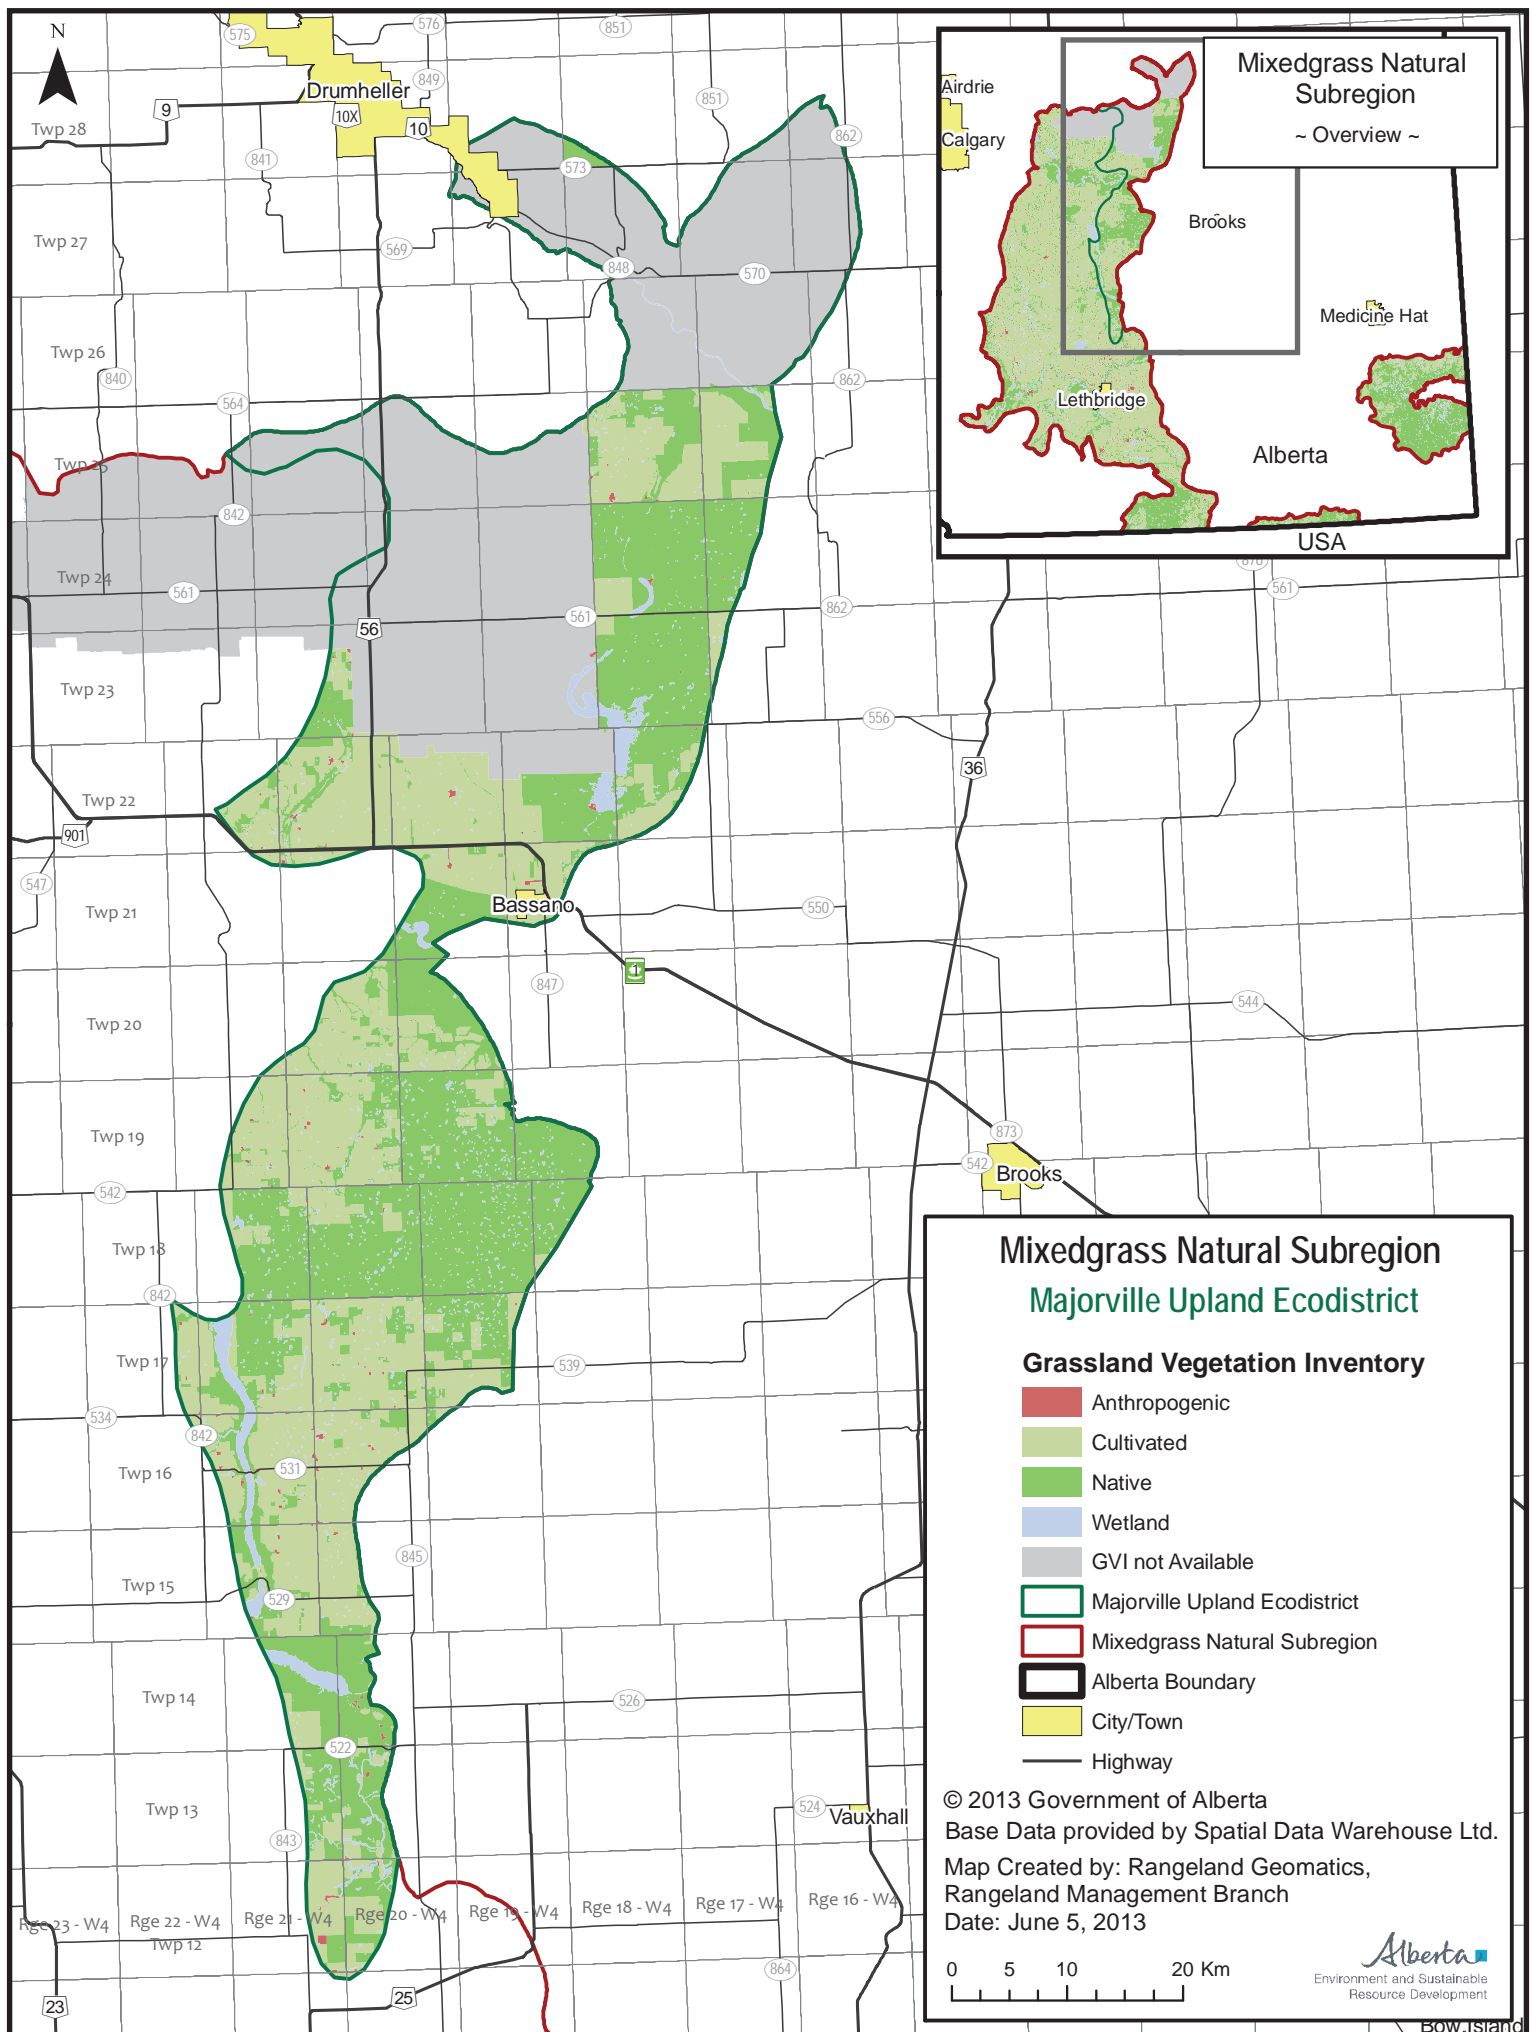 N
575
576
851
849
Drumheller
9
10X
10
851
862
Twp 28
841
573
Twp 27
569
848
570
Twp 26
840
564
862
Twp 25
842
Twp 24
561
56
561
862
Twp 23
556
36
Twp 22
901
547
Twp 21
Bassano
550
1
847
Twp 20
544
Twp 19
873
542
Brooks
542
Twp 18
842
Twp 17
539
534
842
Twp 16
531
845
Twp 15
529
Twp 14
526
522
Twp 13
524
Vauxhall
843
Rge 23 - W4
Rge 22 - W4
Rge 21 - W4
Rge 20 - W4
Rge 19 - W4
Rge 18 - W4
Rge 17 - W4
Rge 16 - W4
Twp 12
864
23
25
Mixedgrass Natural
Subregion
~ Overview ~
Airdrie
Calgary
Brooks
Medicine Hat
Lethbridge
Alberta
USA
876
561
Mixedgrass Natural Subregion
Majorville Upland Ecodistrict
Grassland Vegetation Inventory
Anthropogenic
Cultivated
Native
Wetland
GVI not Available
Majorville Upland Ecodistrict
Mixedgrass Natural Subregion
Alberta Boundary
City/Town
Highway
© 2013 Government of Alberta
Base Data provided by Spatial Data Warehouse Ltd.
Map Created by: Rangeland Geomatics,
Rangeland Management Branch
Date: June 5, 2013
0 5 10 20 Km
Alberta
Environment and Sustainable
Resource Development
Bow Island